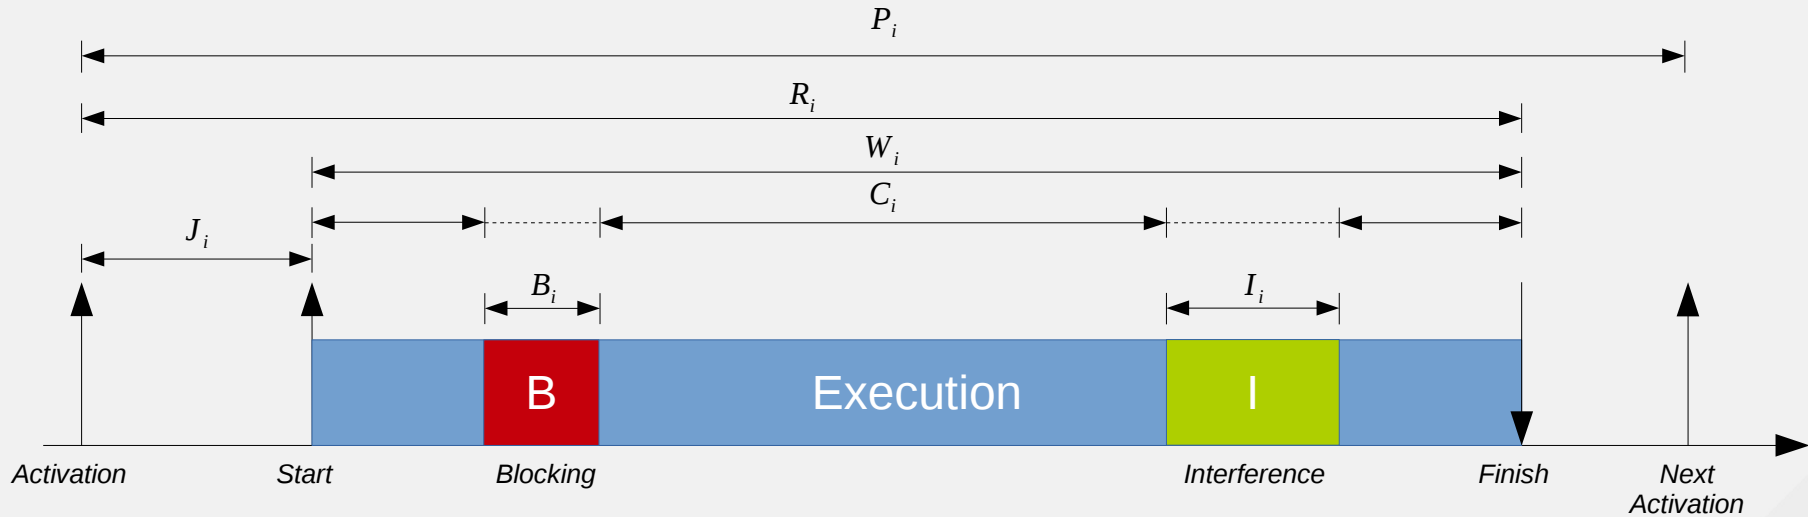 P i
R i
W i
C i
J i
B i
I i
B
Execution
I
Activation
Start
Blocking
Interference
Finish
Next
Activation